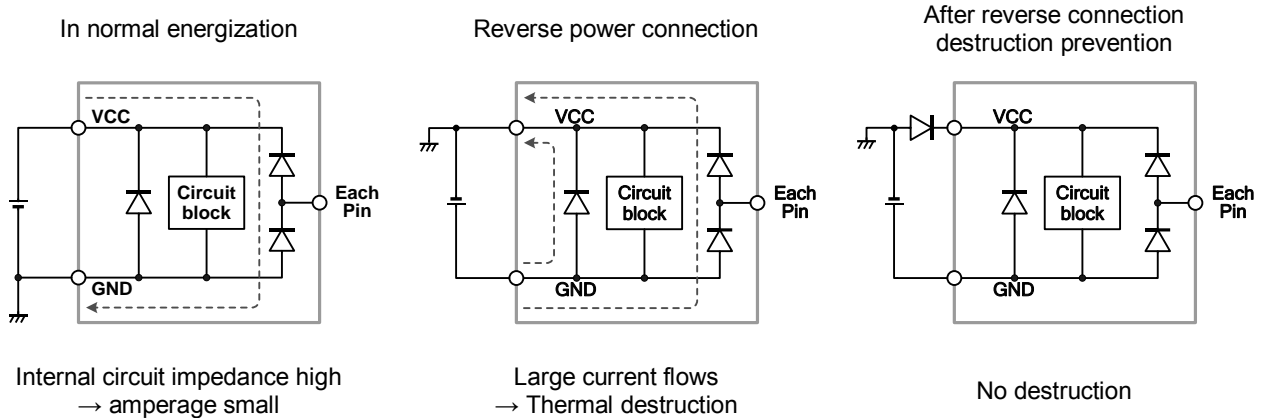 In normal energization
VCC
Circuit
block
Each
Pin
GND
Internal circuit impedance high
→ amperage small
Reverse power connection
VCC
Circuit
block
Each
Pin
GND
Large current flows
→ Thermal destruction
After reverse connection
destruction prevention
VCC
Circuit
block
Each
Pin
GND
No destruction